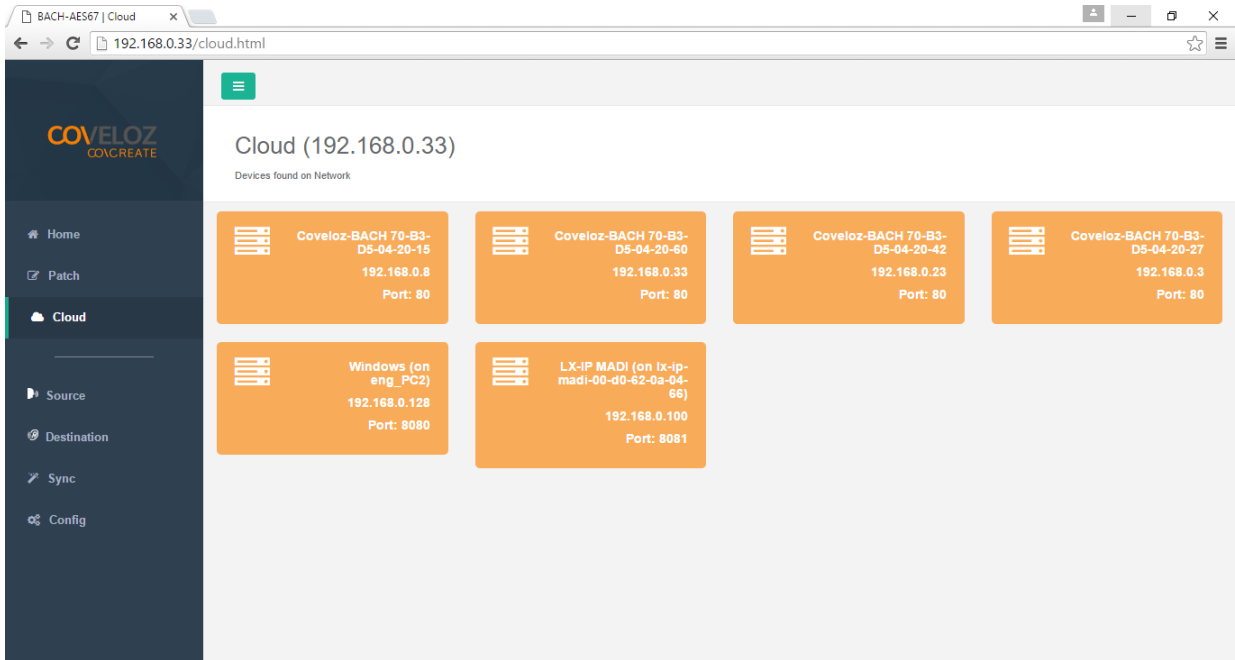 BACH-AES67 | Cloud
192.168.0.33/cloud.html
COVELOZ
CO\CREATE
Home
Patch
Cloud
Source
Destination
Sync
Config
Cloud (192.168.0.33)
Devices found on Network
Coveloz-BACH 70-B3-
D5-04-20-15
192.168.0.8
Port: 80
Coveloz-BACH 70-B3-
D5-04-20-60
192.168.0.33
Port: 80
Coveloz-BACH 70-B3-
D5-04-20-42
192.168.0.23
Port: 80
Coveloz-BACH 70-B3-
D5-04-20-27
192.168.0.3
Port: 80
Windows (on
eng_PC2)
192.168.0.128
Port: 8080
LX-IP MADI (on lx-ip-
madi-00-d0-62-0a-04-
66)
192.168.0.100
Port: 8081